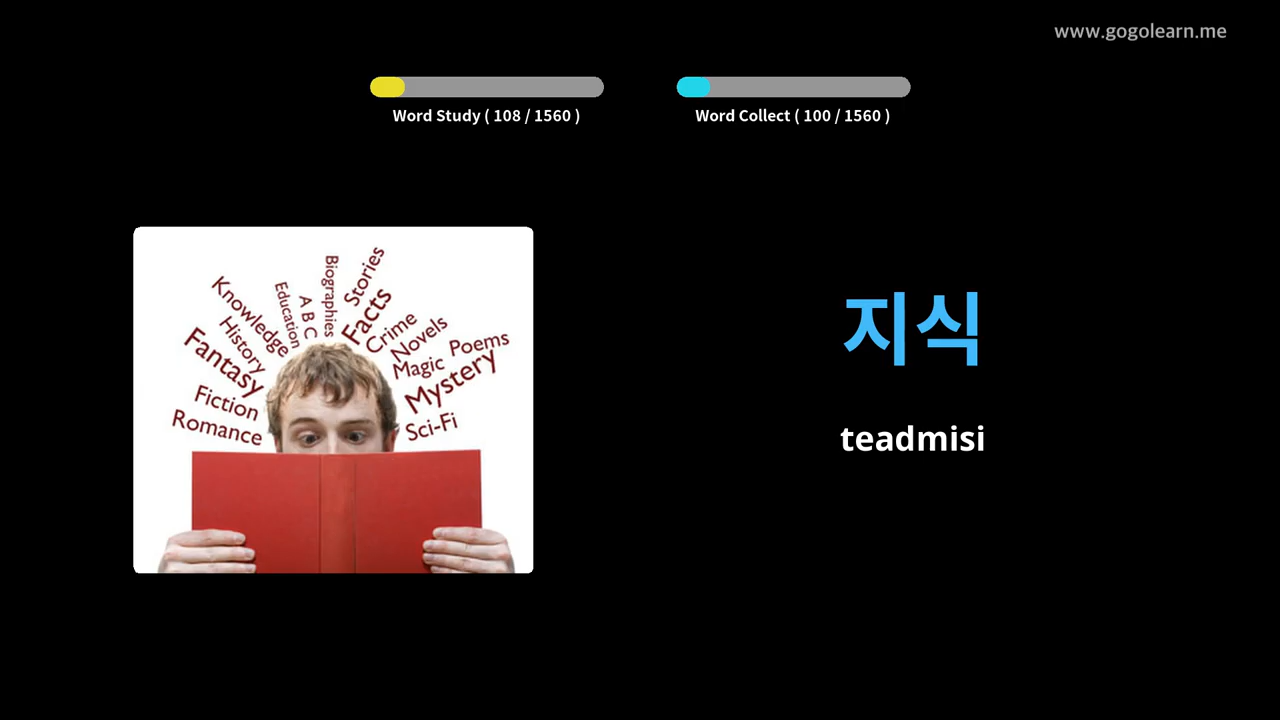 www.gogolearn.me
Word Study ( 108 / 1560 )
Word Collect ( 100 / 1560 )
Knowledge
History
Fantasy
Fiction
Romance
Education
A B C
Biographies
Stories
Facts
Crime
Novels
Magic
Poems
Mystery
Sci-Fi
지식
teadmisi